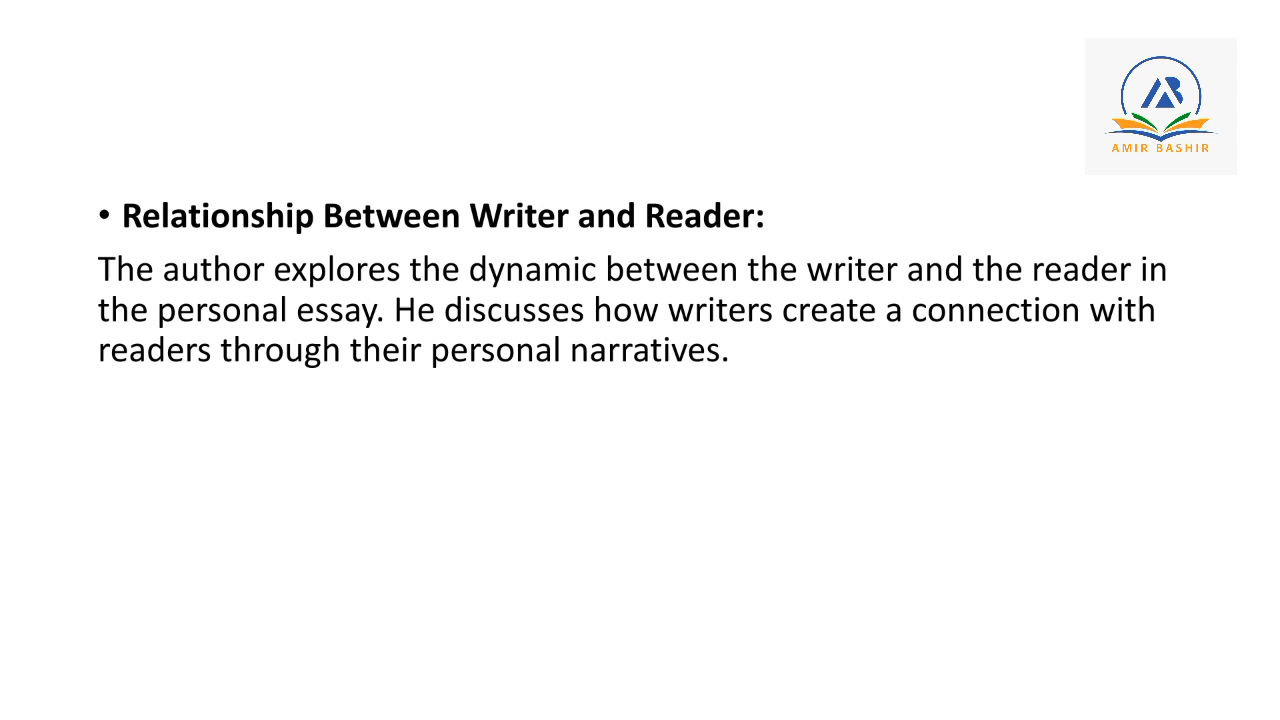 AMIR BASHIR
• Relationship Between Writer and Reader:
The author explores the dynamic between the writer and the reader in
the personal essay. He discusses how writers create a connection with
readers through their personal narratives.